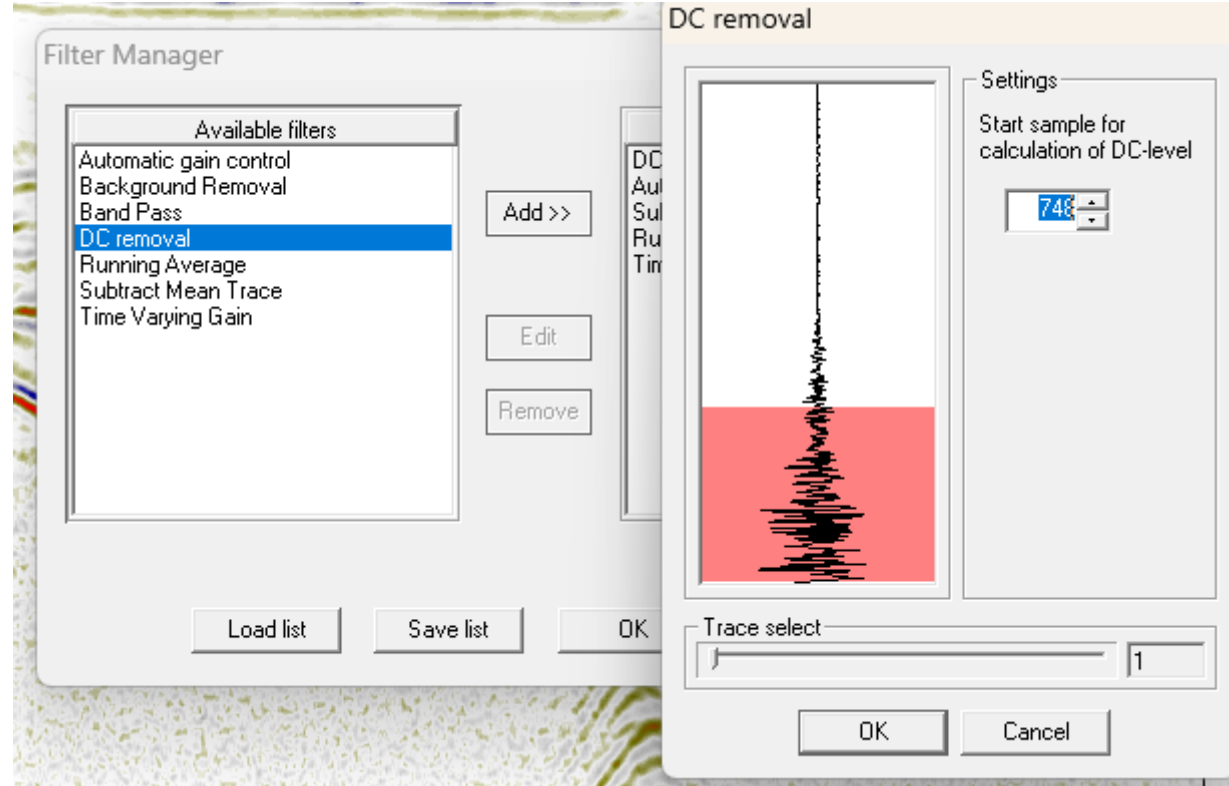 DC removal
Filter Manager
Available filters
Automatic gain control
Background Removal
Band Pass
DC removal
Running Average
Subtract Mean Trace
Time Varying Gain
Add >>
Edit
Remove
DC
Load list
Save list
OK
Settings
Start sample for
calculation of DC-level
748
Trace select
1
OK
Cancel